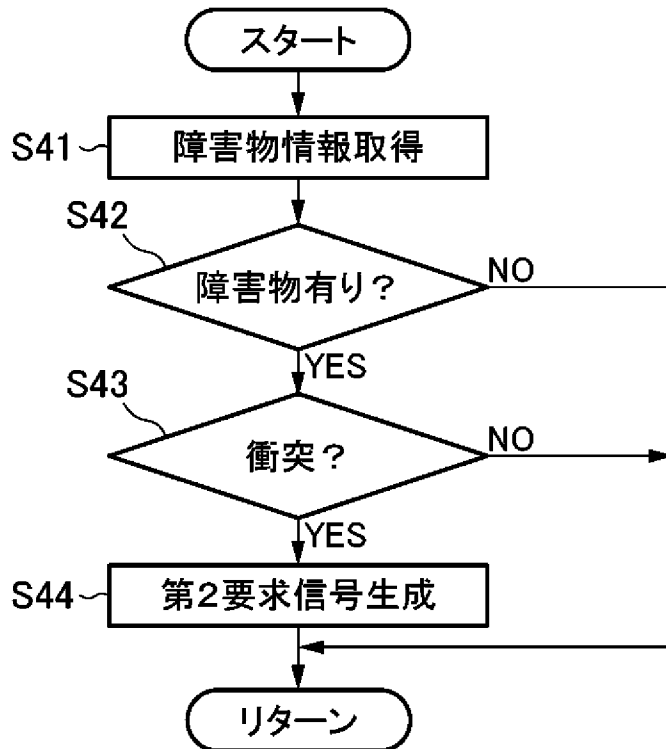 スタート
S41
障害物情報取得
S42
障害物有り?
NO
YES
S43
衝突?
NO
YES
S44
第2要求信号生成
リターン